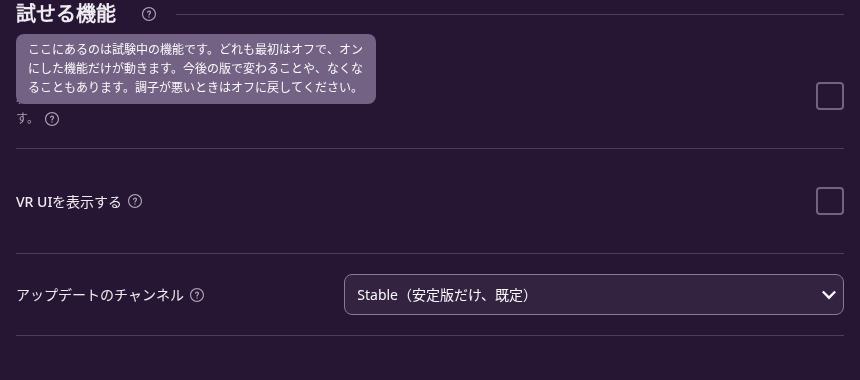 試せる機能
ここにあるのは試験中の機能です。どれも最初はオフで、オン
にした機能だけが動きます。今後の版で変わることや、なくな
ることもあります。調子が悪いときはオフに戻してください。
す。
VR UIを表示する
アップデートのチャンネル
Stable（安定版だけ、既定）